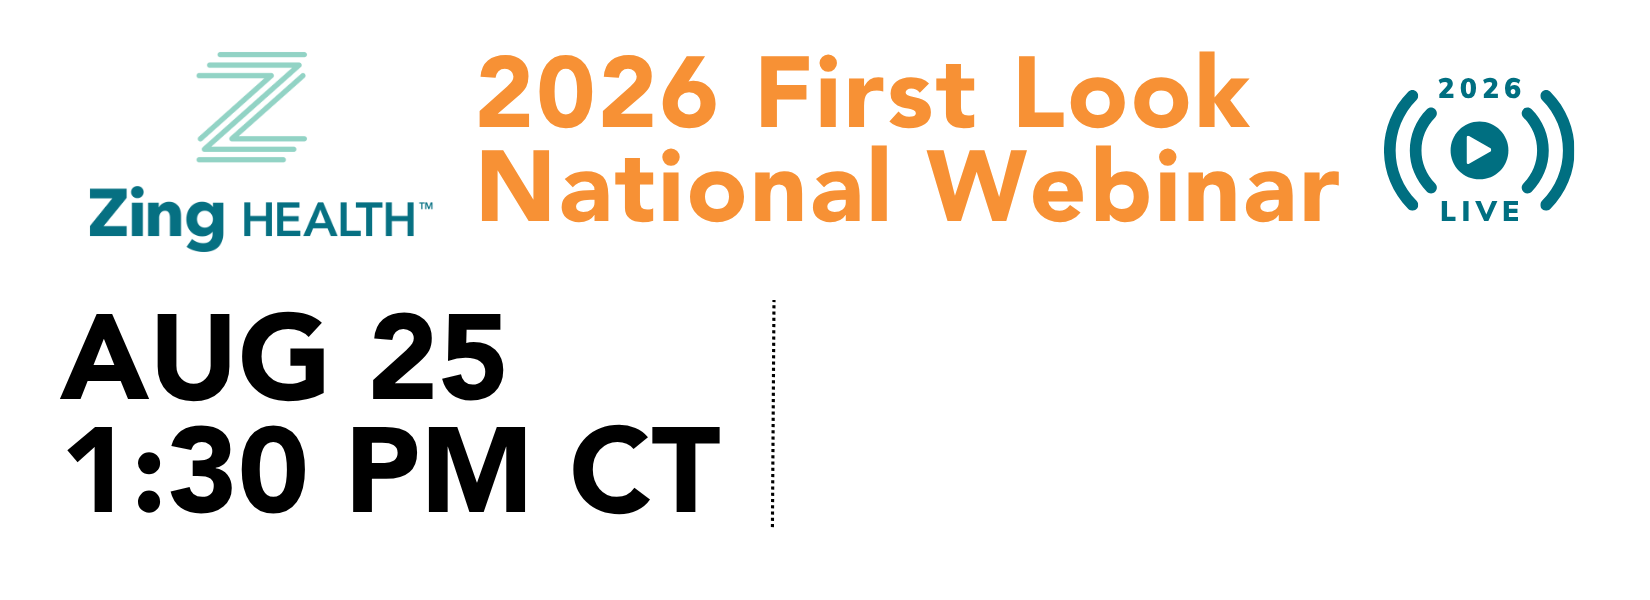 Zing HEALTH™
2026 First Look
National Webinar
2026
LIVE
AUG 25
1:30 PM CT